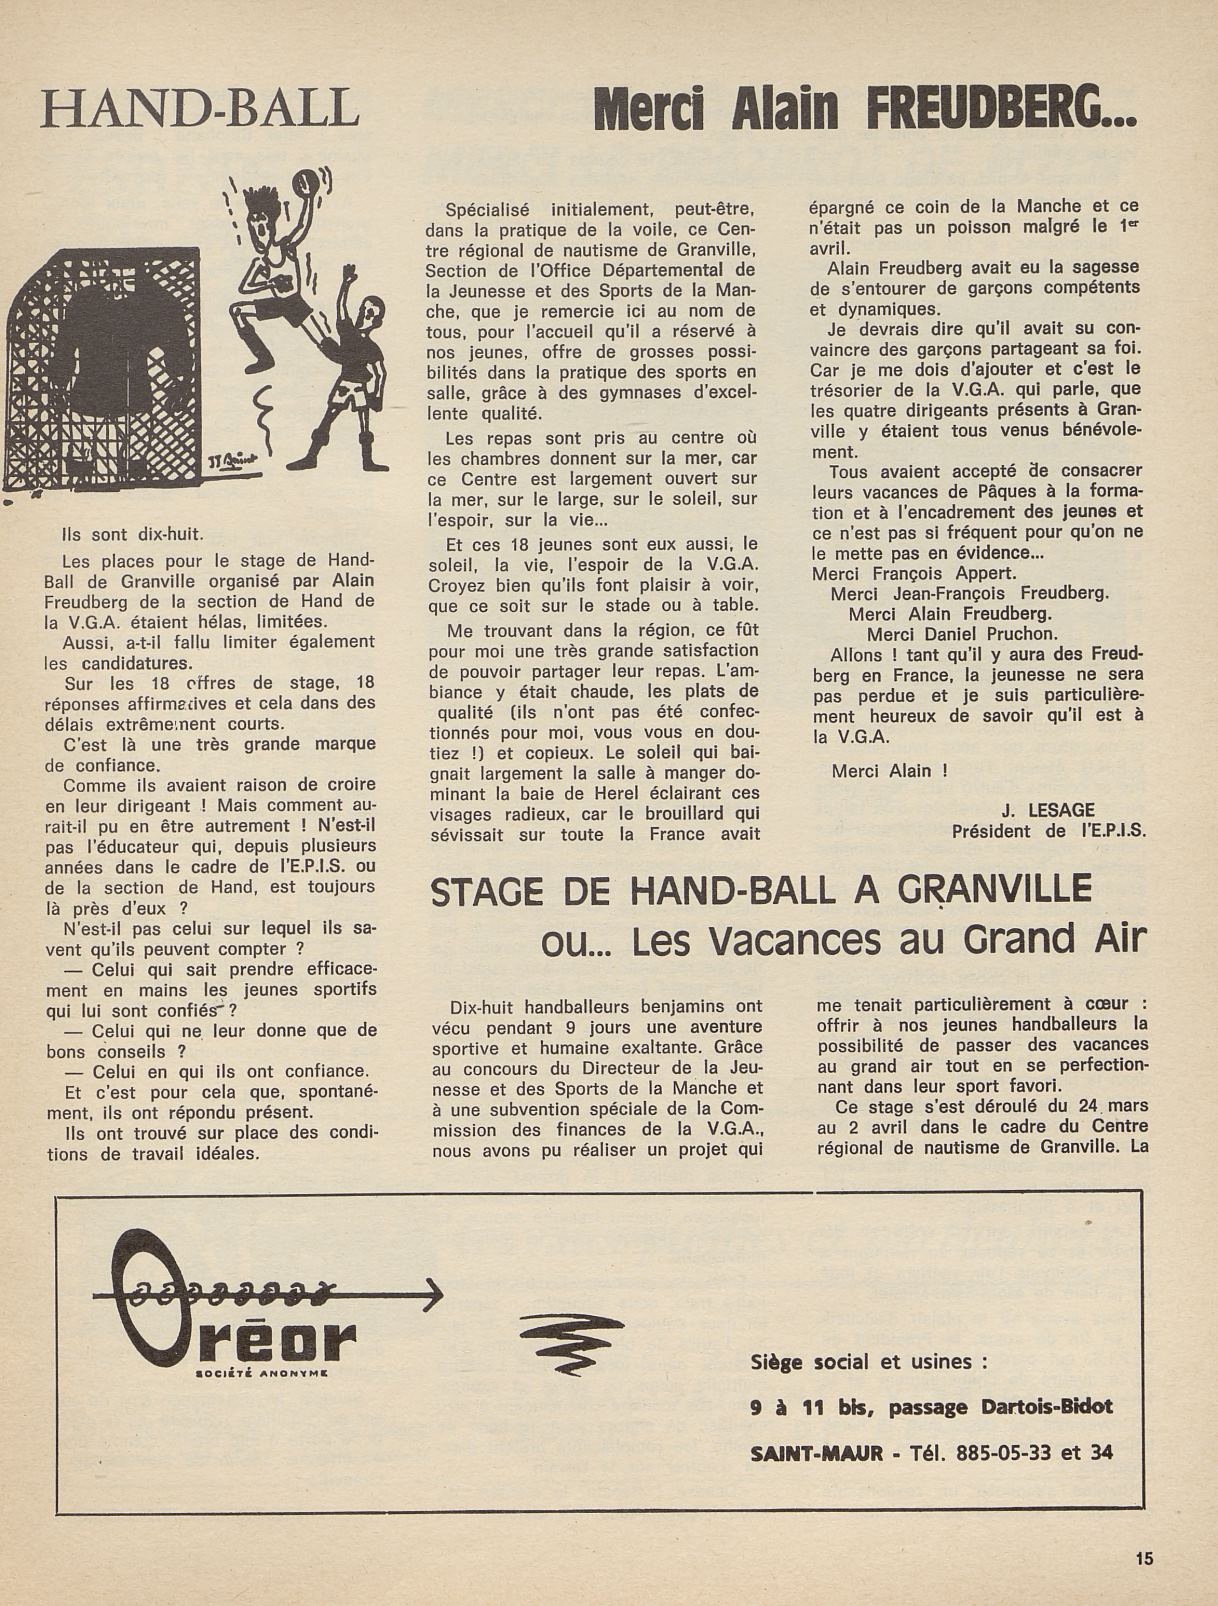 HAND-BALL
Merci Alain FREUDBERG...
Ils sont dix-huit.
Les places pour le stage de Hand-
Ball de Granville organisé par Alain
Freudberg de la section de Hand de
la V.G.A. étaient hélas, limitées.
Aussi, a-t-il fallu limiter également
les candidatures.
Sur les 18 offres de stage, 18
réponses affirmatives et cela dans des
délais extrêmement courts.
C'est là une très grande marque
de confiance.
Comme ils avaient raison de croire
en leur dirigeant ! Mais comment au-
rait-il pu en être autrement ! N'est-il
pas l'éducateur qui, depuis plusieurs
années dans le cadre de l'E.P.I.S. ou
de la section de Hand, est toujours
là près d'eux ?
N'est-il pas celui sur lequel ils sa-
vent qu'ils peuvent compter ?
— Celui qui sait prendre efficace-
ment en mains les jeunes sportifs
qui lui sont confiés ?
— Celui qui ne leur donne que de
bons conseils ?
— Celui en qui ils ont confiance.
Et c'est pour cela que, spontané-
ment, ils ont répondu présent.
Ils ont trouvé sur place des condi-
tions de travail idéales.
Spécialisé initialement, peut-être,
dans la pratique de la voile, ce Cen-
tre régional de nautisme de Granville,
Section de l'Office Départemental de
la Jeunesse et des Sports de la Man-
che, que je remercie ici au nom de
tous, pour l'accueil qu'il a réservé à
nos jeunes, offre de grosses possi-
bilités dans la pratique des sports en
salle, grâce à des gymnases d'excel-
lente qualité.
Les repas sont pris au centre où
les chambres donnent sur la mer, car
ce Centre est largement ouvert sur
la mer, sur le large, sur le soleil, sur
l'espoir, sur la vie...
Et ces 18 jeunes sont eux aussi, le
soleil, la vie, l'espoir de la V.G.A.
Croyez bien qu'ils font plaisir à voir,
que ce soit sur le stade ou à table.
Me trouvant dans la région, ce fût
pour moi une très grande satisfaction
de pouvoir partager leur repas. L'am-
biance y était chaude, les plats de
qualité (ils n'ont pas été confec-
tionnés pour moi, vous vous en dou-
tiez !) et copieux. Le soleil qui bai-
gnait largement la salle à manger do-
minant la baie de Herel éclairant ces
visages radieux, car le brouillard qui
sévissait sur toute la France avait
épargné ce coin de la Manche et ce
n'était pas un poisson malgré le 1er
avril.
Alain Freudberg avait eu la sagesse
de s'entourer de garçons compétents
et dynamiques.
Je devrais dire qu'il avait su con-
vaincre des garçons partageant sa foi.
Car je me dois d'ajouter et c'est le
trésorier de la V.G.A. qui parle, que
les quatre dirigeants présents à Gran-
ville y étaient tous venus bénévole-
ment.
Tous avaient accepté de consacrer
leurs vacances de Pâques à la forma-
tion et à l'encadrement des jeunes et
ce n'est pas si fréquent pour qu'on ne
le mette pas en évidence...
Merci François Appert.
Merci Jean-François Freudberg.
Merci Alain Freudberg.
Merci Daniel Pruchon.
Allons ! tant qu'il y aura des Freud-
berg en France, la jeunesse ne sera
pas perdue et je suis particulière-
ment heureux de savoir qu'il est à
la V.G.A.
Merci Alain !
J. LESAGE
Président de l'E.P.I.S.
STAGE DE HAND-BALL A GRANVILLE
ou... Les Vacances au Grand Air
Dix-huit handballeurs benjamins ont
vécu pendant 9 jours une aventure
sportive et humaine exaltante. Grâce
au concours du Directeur de la Jeu-
nesse et des Sports de la Manche et
à une subvention spéciale de la Com-
mission des finances de la V.G.A.,
nous avons pu réaliser un projet qui
me tenait particulièrement à cœur :
offrir à nos jeunes handballeurs la
possibilité de passer des vacances
au grand air tout en se perfection-
nant dans leur sport favori.
Ce stage s'est déroulé du 24 mars
au 2 avril dans le cadre du Centre
régional de nautisme de Granville. La
Oréor
SOCIÉTÉ ANONYME
Siège social et usines :
9 à 11 bis, passage Dartois-Bidot
SAINT-MAUR - Tél. 885-05-33 et 34
15